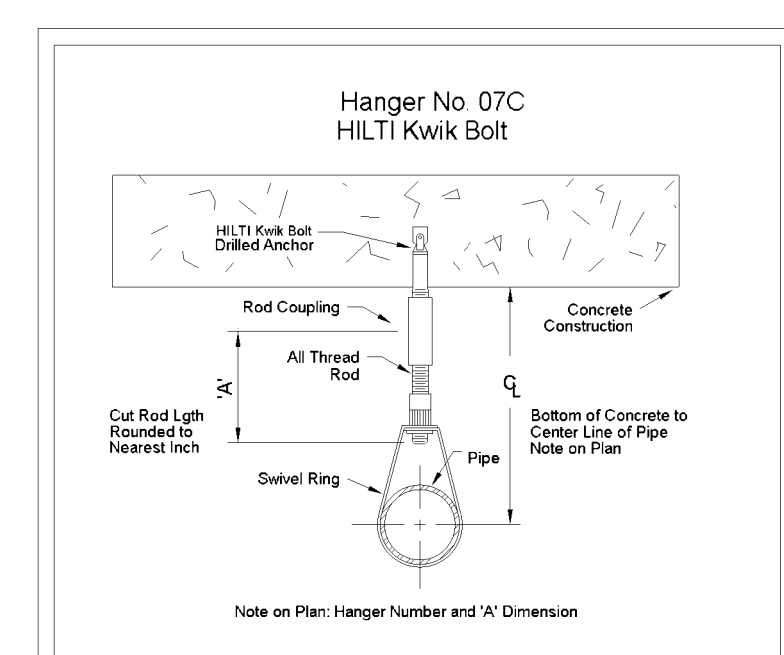 Hanger No. 07C
HILTI Kwik Bolt
HILTI Kwik Bolt
Drilled Anchor
Rod Coupling
Concrete
Construction
All Thread
Rod
'A'
CL
Cut Rod Lgth
Rounded to
Nearest Inch
Bottom of Concrete to
Center Line of Pipe
Note on Plan
Pipe
Swivel Ring
Note on Plan: Hanger Number and 'A' Dimension